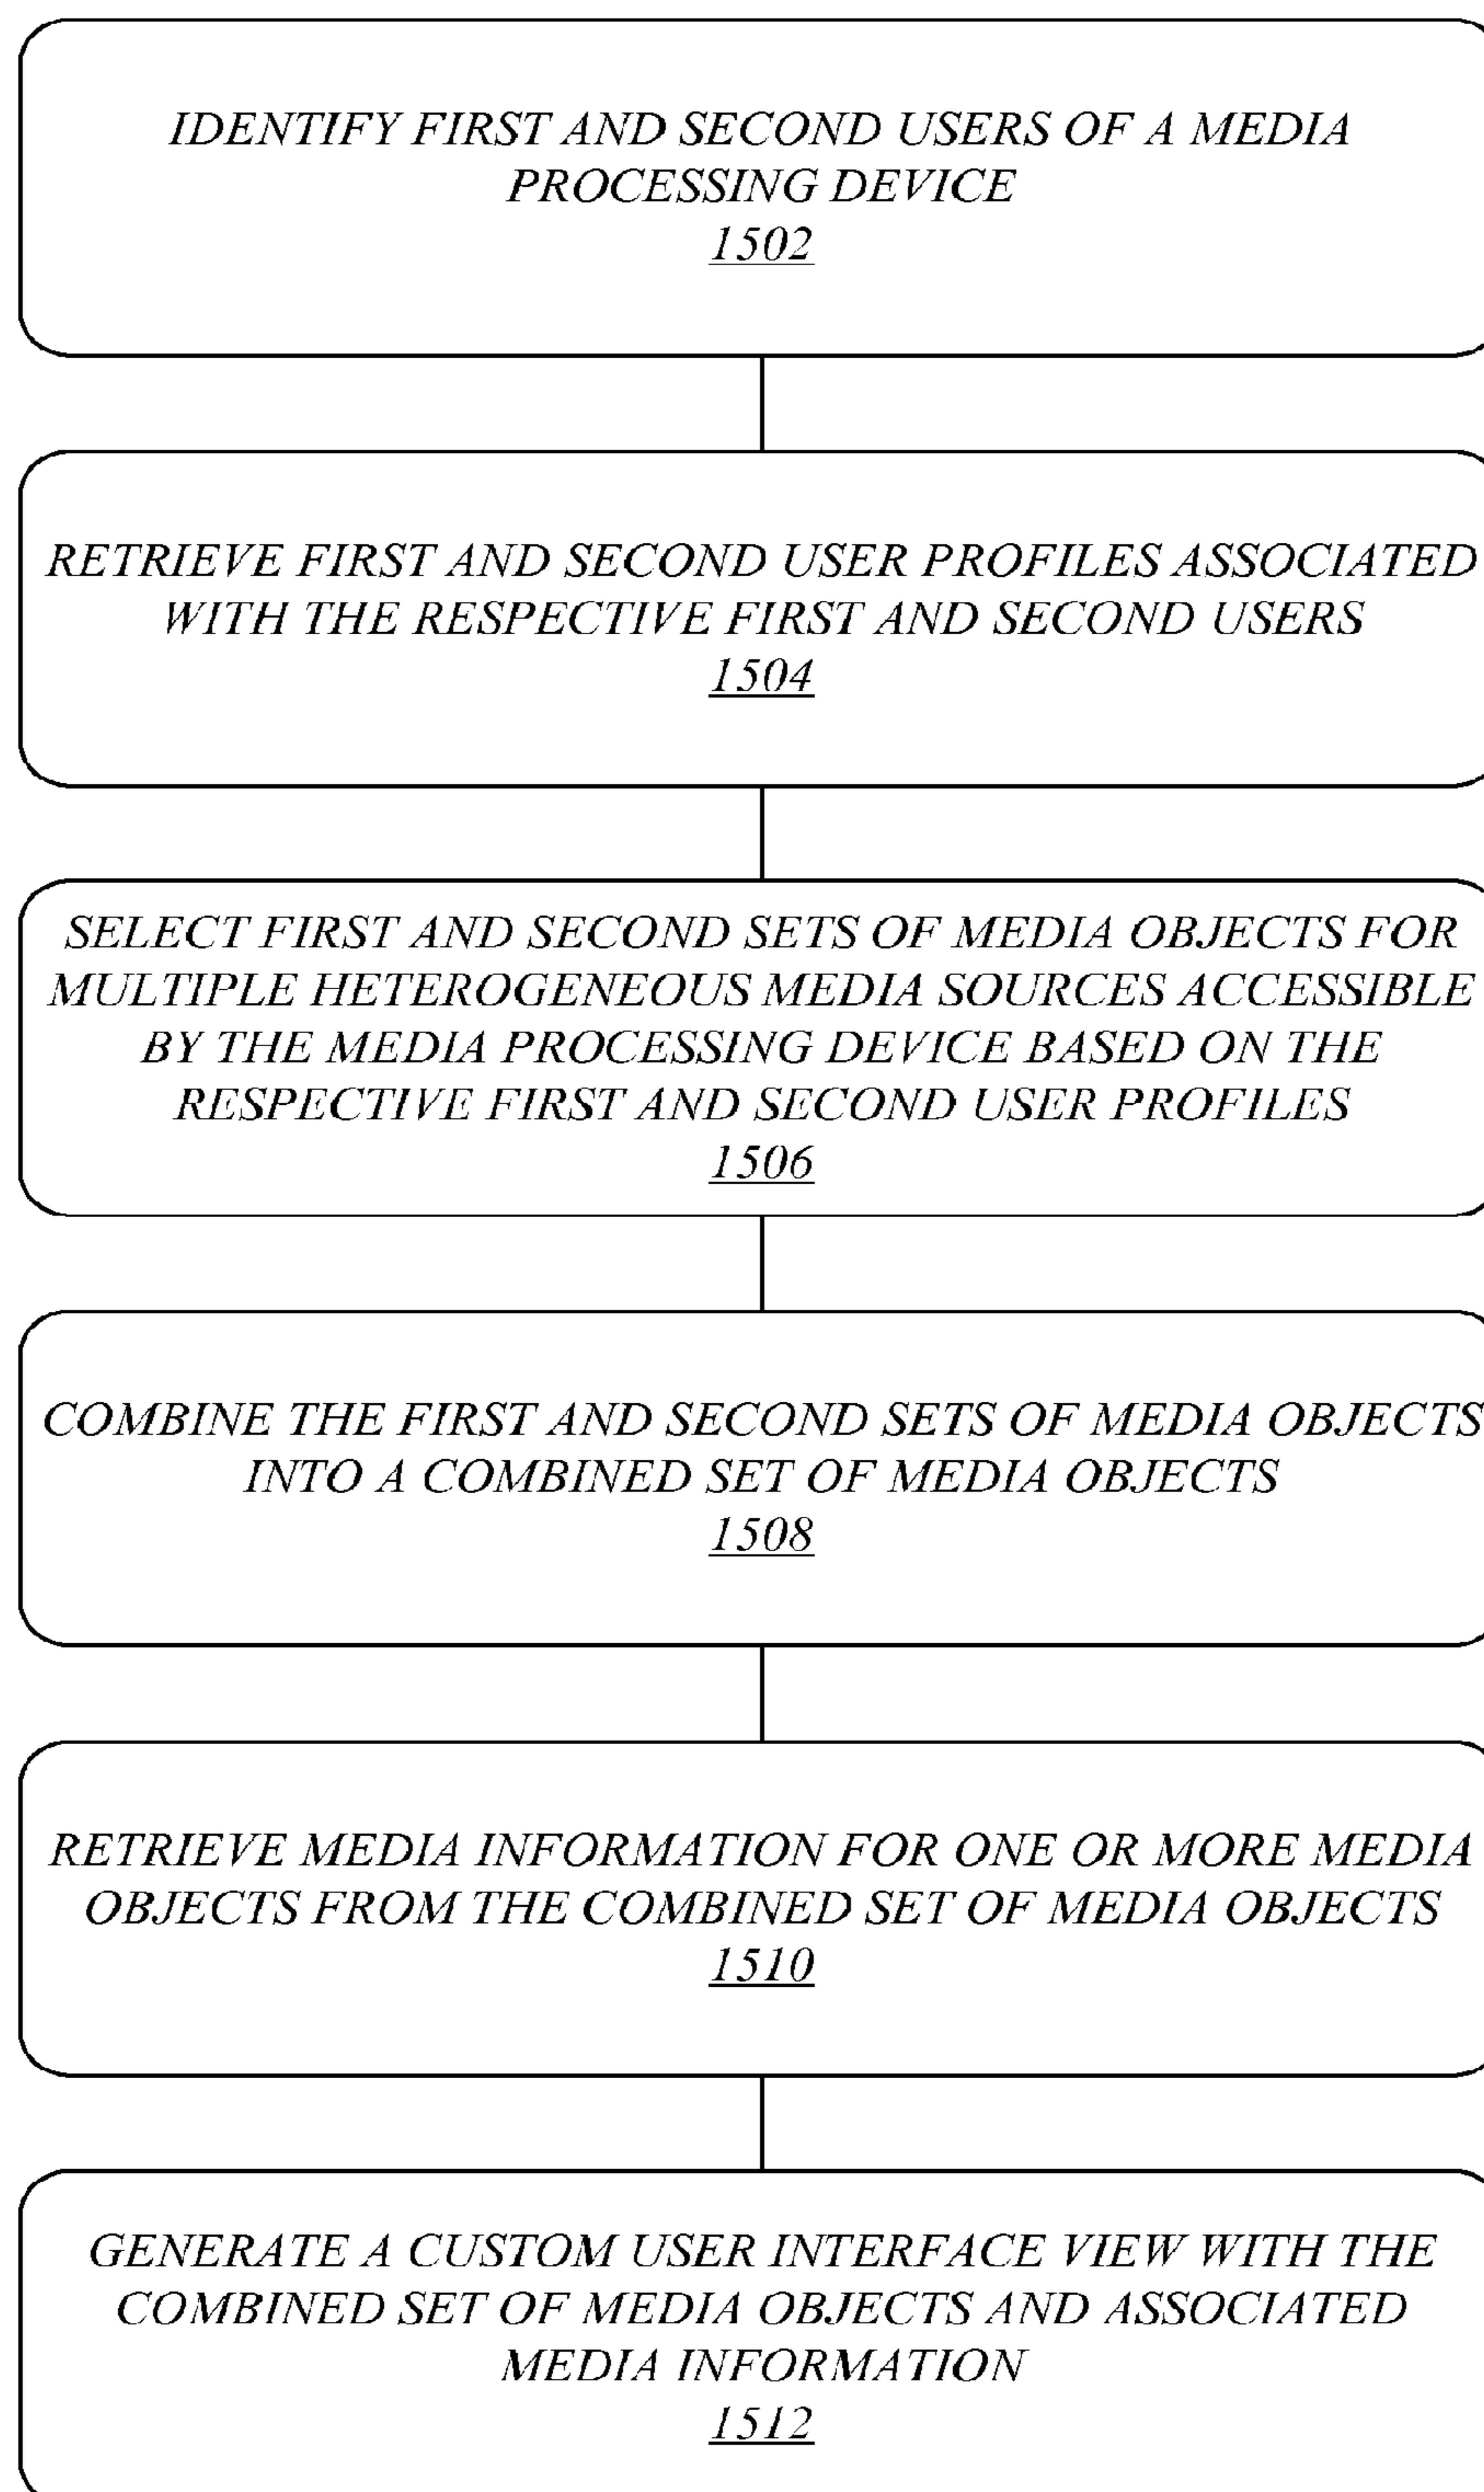 IDENTIFY FIRST AND SECOND USERS OF A MEDIA
PROCESSING DEVICE
1502
RETRIEVE FIRST AND SECOND USER PROFILES ASSOCIATED
WITH THE RESPECTIVE FIRST AND SECOND USERS
1504
SELECT FIRST AND SECOND SETS OF MEDIA OBJECTS FOR
MULTIPLE HETEROGENEOUS MEDIA SOURCES ACCESSIBLE
BY THE MEDIA PROCESSING DEVICE BASED ON THE
RESPECTIVE FIRST AND SECOND USER PROFILES
1506
COMBINE THE FIRST AND SECOND SETS OF MEDIA OBJECTS
INTO A COMBINED SET OF MEDIA OBJECTS
1508
RETRIEVE MEDIA INFORMATION FOR ONE OR MORE MEDIA
OBJECTS FROM THE COMBINED SET OF MEDIA OBJECTS
1510
GENERATE A CUSTOM USER INTERFACE VIEW WITH THE
COMBINED SET OF MEDIA OBJECTS AND ASSOCIATED
MEDIA INFORMATION
1512